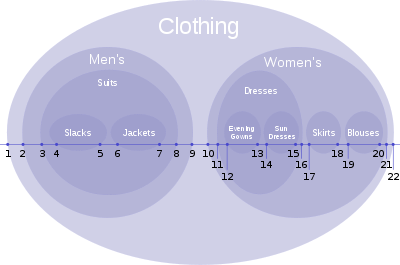 Clothing
Men's
Women's
Suits
Dresses
Slacks
Jackets
Evening
Gowns
Sun
Dresses
Skirts
Blouses
1 2 3 4 5 6 7 8 9 10 11 12 13 14 15 16 17 18 19 20 21 22